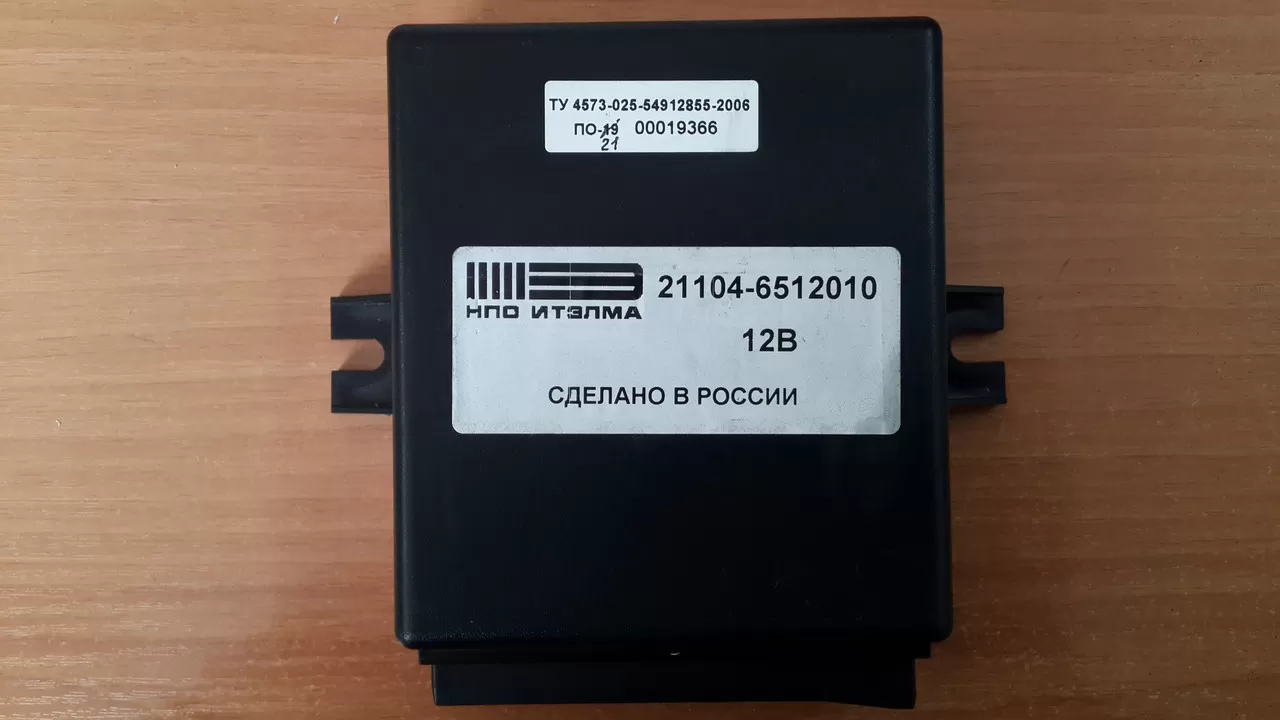 ТУ 4573-025-54912855-2006
ПО-19 00019366
21
НПО ИТЭЛМА
21104-6512010
12В
СДЕЛАНО В РОССИИ